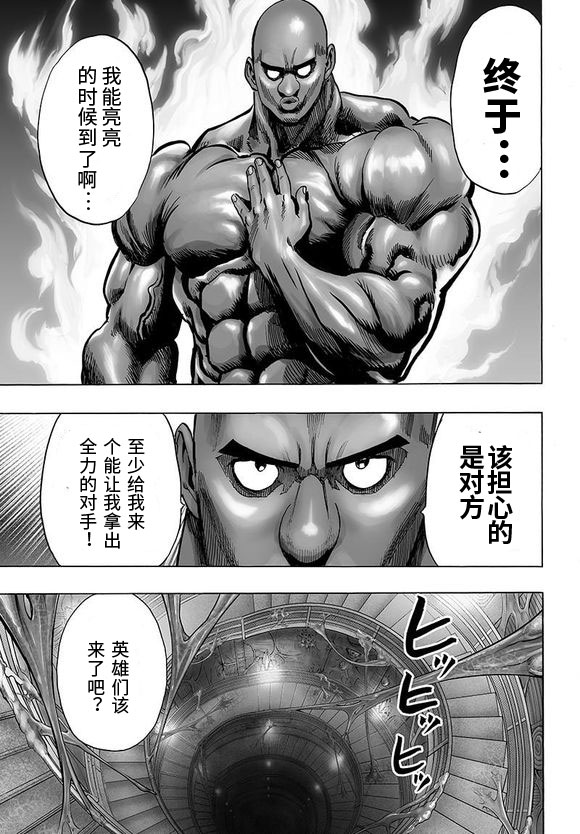 终于…
我能亮亮
的时候到了啊…
该担心的
是对方
至少给我来
个能让我拿出
全力的对手！
ヒッ
ヒッ
ヒッ
英雄们该
来了吧？